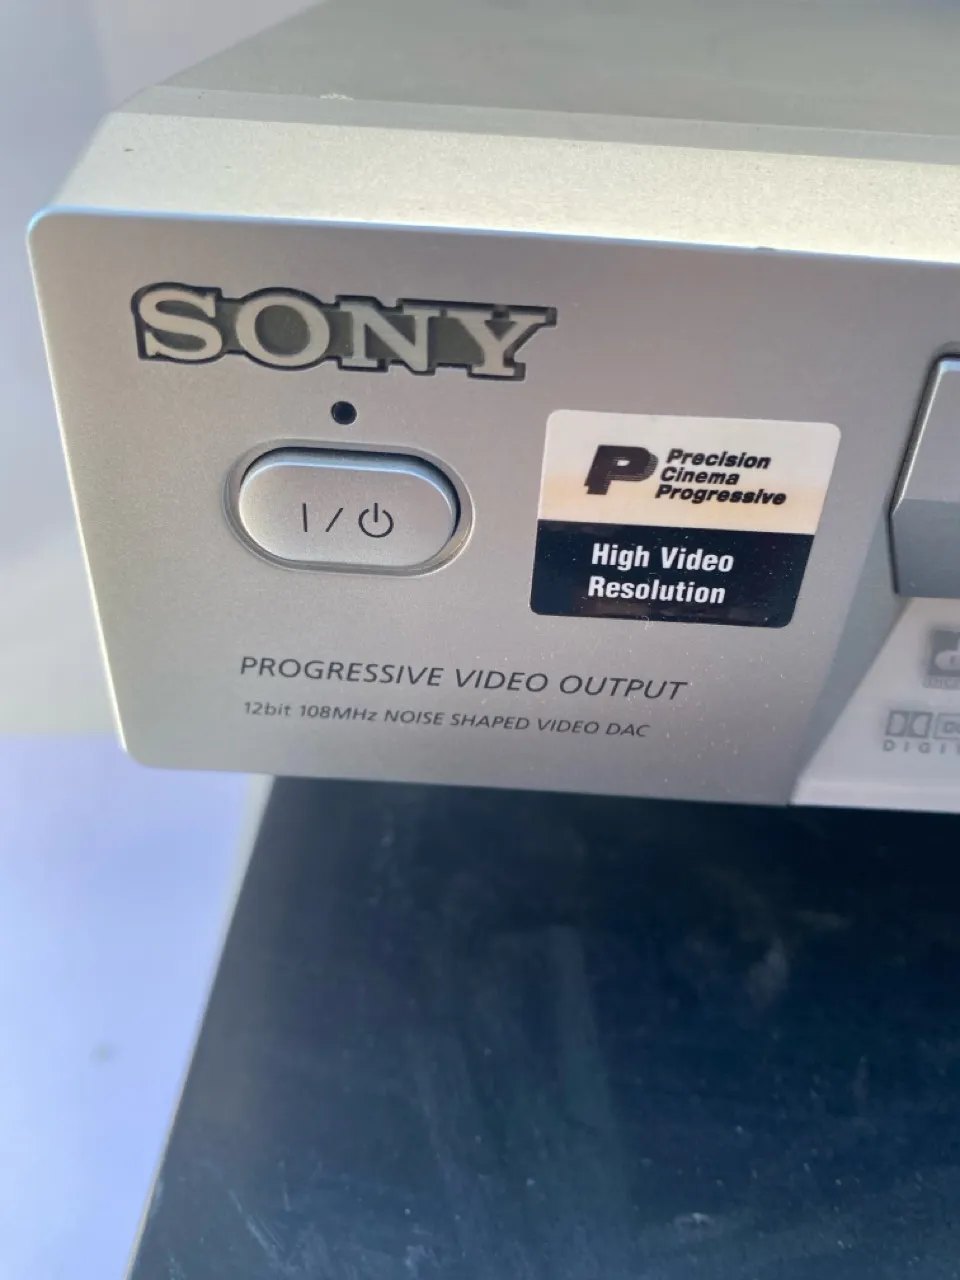 SONY
I/⏻
Precision
Cinema
Progressive
High Video
Resolution
PROGRESSIVE VIDEO OUTPUT
12bit 108MHz NOISE SHAPED VIDEO DAC